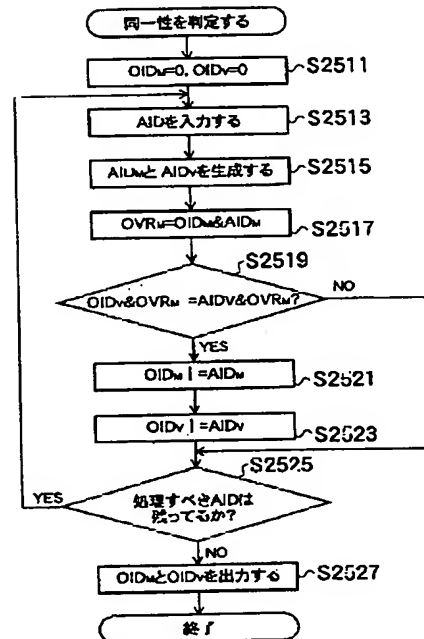 同一性を判定する
OIDM=0, OIDV=0
S2511
AIDを入力する
S2513
AIDMとAIDVを生成する
S2515
OVRM=OIDM&AIDM
S2517
S2519
OIDV&OVRM =AIDV&OVRM?
NO
YES
OIDM | =AIDM
S2521
OIDV | =AIDV
S2523
S2525
YES
処理すべきAIDは
残ってるか?
NO
OIDMとOIDVを出力する
S2527
終了